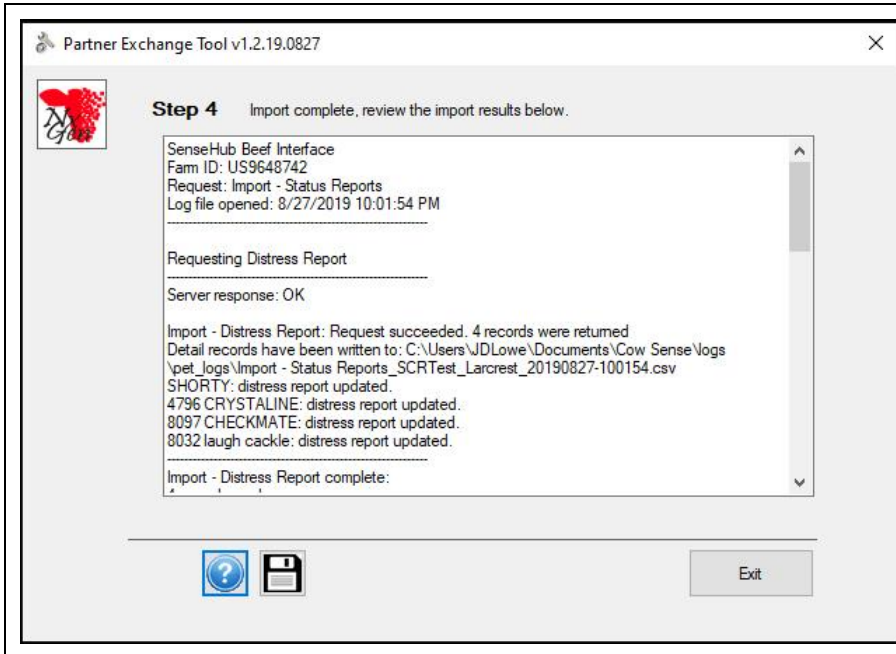 Partner Exchange Tool v1.2.19.0827
Ny
Gen
Step 4 Import complete, review the import results below.
SenseHub Beef Interface
Farm ID: US9648742
Request: Import - Status Reports
Log file opened: 8/27/2019 10:01:54 PM
Requesting Distress Report
Server response: OK
Import - Distress Report: Request succeeded. 4 records were returned
Detail records have been written to: C:\Users\JDLowe\Documents\Cow Sense\logs
\pet_logs\Import - Status Reports_SCRTest_Larcrest_20190827-100154.csv
SHORTY: distress report updated.
4796 CRYSTALINE: distress report updated.
8097 CHECKMATE: distress report updated.
8032 laugh cackle: distress report updated.
Import - Distress Report complete:
Exit